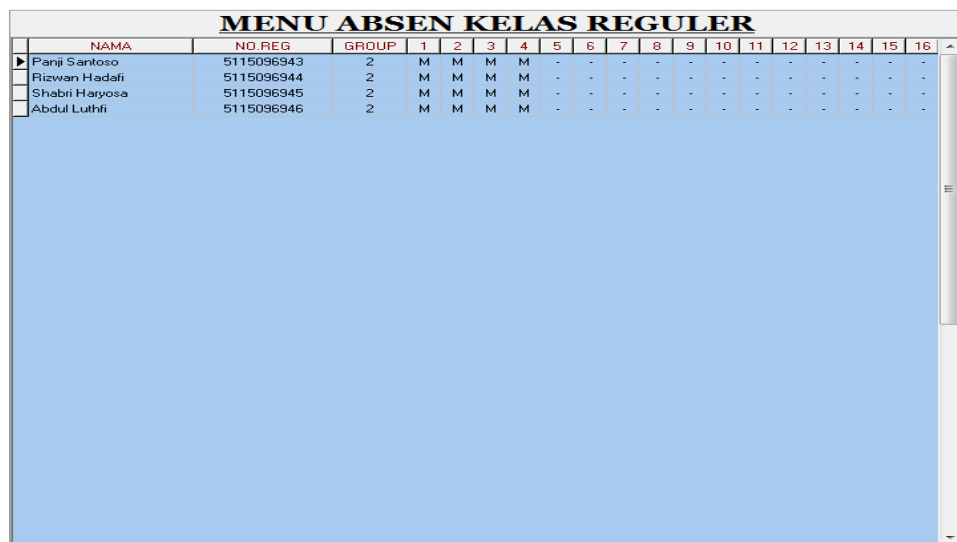 MENU ABSEN KELAS REGULER
NAMA NO.REG GROUP 1 2 3 4 5 6 7 8 9 10 11 12 13 14 15 16
Panji Santoso 5115096943 2 M M M M - - - - - - - - - - - -
Rizwan Hadafi 5115096944 2 M M M M - - - - - - - - - - - -
Shabri Haryosa 5115096945 2 M M M M - - - - - - - - - - - -
Abdul Luthfi 5115096946 2 M M M M - - - - - - - - - - - -